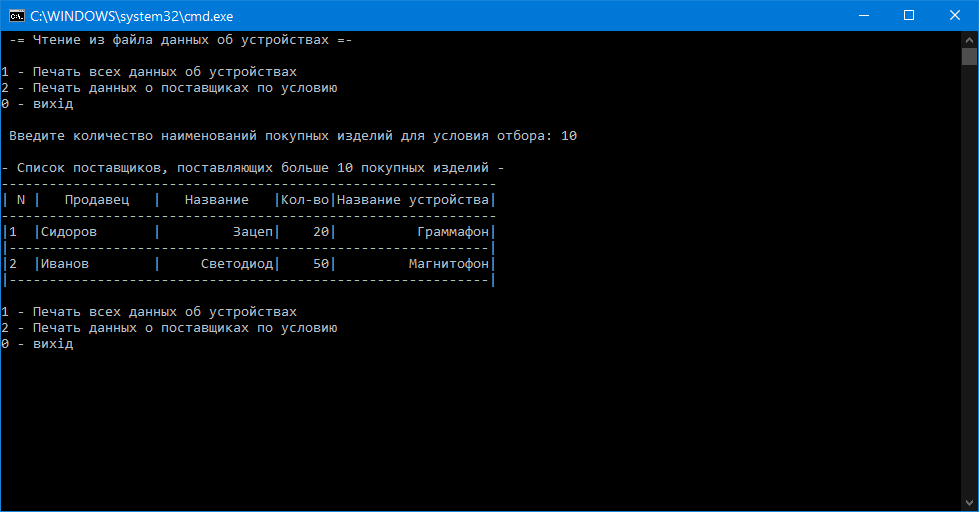 C:\WINDOWS\system32\cmd.exe
-= Чтение из файла данных об устройствах =-
1 - Печать всех данных об устройствах
2 - Печать данных о поставщиках по условию
0 - вихід
Введите количество наименований покупных изделий для условия отбора: 10
- Список поставщиков, поставляющих больше 10 покупных изделий -
--------------------------------------------------------------
| N |   Продавец   |   Название   |Кол-во|Название устройства|
--------------------------------------------------------------
|1  |Сидоров       |         Зацеп|    20|          Граммафон|
|------------------------------------------------------------|
|2  |Иванов        |     Светодиод|    50|         Магнитофон|
|------------------------------------------------------------|
1 - Печать всех данных об устройствах
2 - Печать данных о поставщиках по условию
0 - вихід